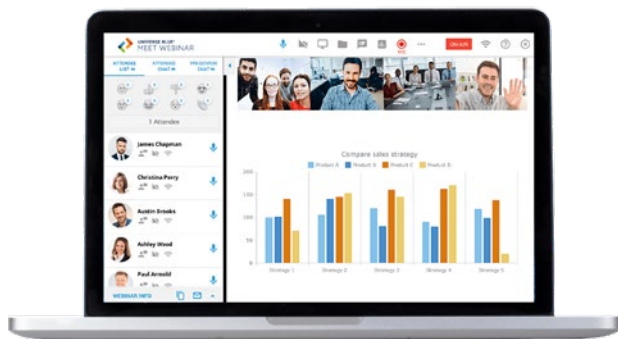 UNIVERSE BLUE
MEET WEBINAR
ON AIR
ATTENDEE
LIST
ATTENDEE
CHAT
PRESENTER
CHAT
1 Attendee
James Chapman
Christina Perry
Austin Brooks
Ashley Wood
Paul Arnold
WEBINAR INFO
Compare sales strategy
Product A Product B Product C Product D
200
150
100
50
0
Strategy 1 Strategy 2 Strategy 3 Strategy 4 Strategy 5